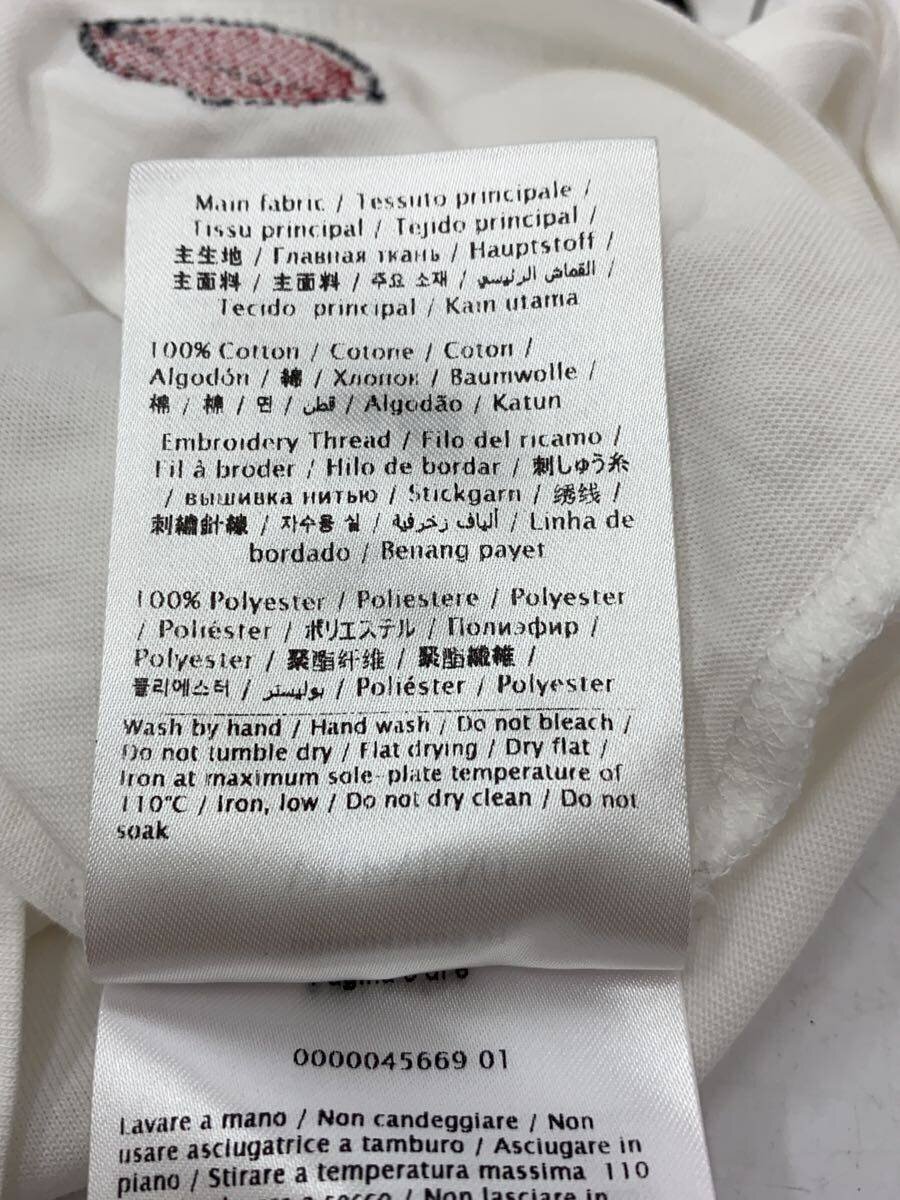 Main fabric / Tessuto principale /
Tissu principal / Tejido principal /
主生地 / Главная ткань / Hauptstoff /
主面料 / 主面料 / 주요 소재 / القماش الرئيسي /
Tecido principal / Kain utama
100% Cotton / Cotone / Coton /
Algodón / 綿 / Хлопок / Baumwolle /
棉 / 棉 / 면 / قطن / Algodão / Katun
Embroidery Thread / Filo del ricamo /
Fil à broder / Hilo de bordar / 刺しゅう糸
/ вышивка нитью / Stickgarn / 绣线 /
刺繡針線 / 자수용 실 / ألياف زخرفية / Linha de
bordado / Benang payet
100% Polyester / Poliestere / Polyester
/ Poliéster / ポリエステル / Полиэфир /
Polyester / 聚酯纤维 / 聚酯纖維 /
폴리에스터 / بوليستر / Poliéster / Polyester
Wash by hand / Hand wash / Do not bleach /
Do not tumble dry / Flat drying / Dry flat /
Iron at maximum sole-plate temperature of
110°C / Iron, low / Do not dry clean / Do not
soak
0000045669 01
Lavare a mano / Non candeggiare / Non
usare asciugatrice a tamburo / Asciugare in
piano / Stirare a temperatura massima 110
a secco / Non lasciare in